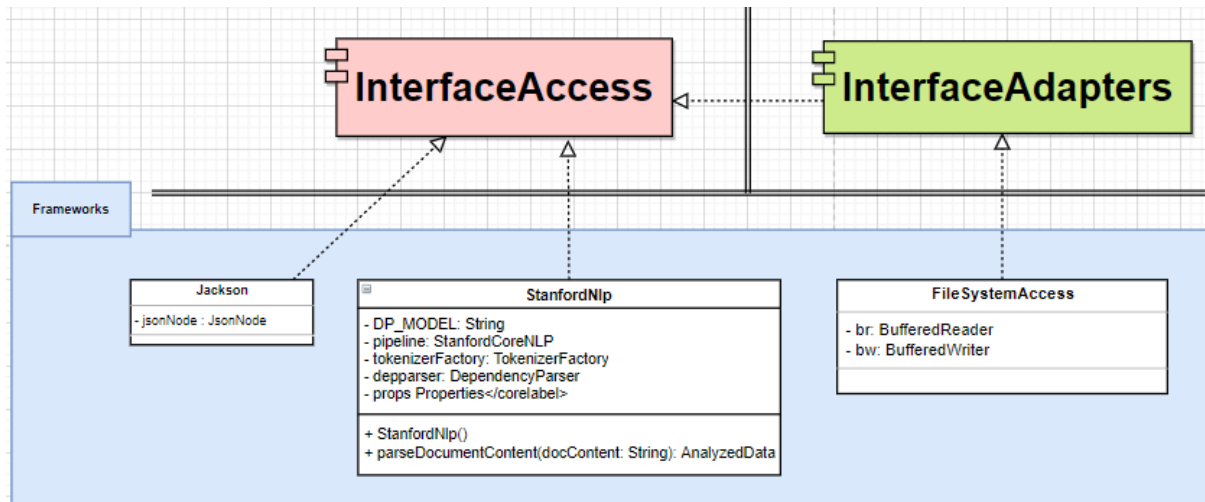 InterfaceAccess
InterfaceAdapters
Frameworks
Jackson
- jsonNode : JsonNode
StanfordNlp
- DP_MODEL: String
- pipeline: StanfordCoreNLP
- tokenizerFactory: TokenizerFactory
- depparser: DependencyParser
- props Properties</corelabel>
+ StanfordNlp()
+ parseDocumentContent(docContent: String): AnalyzedData
FileSystemAccess
- br: BufferedReader
- bw: BufferedWriter